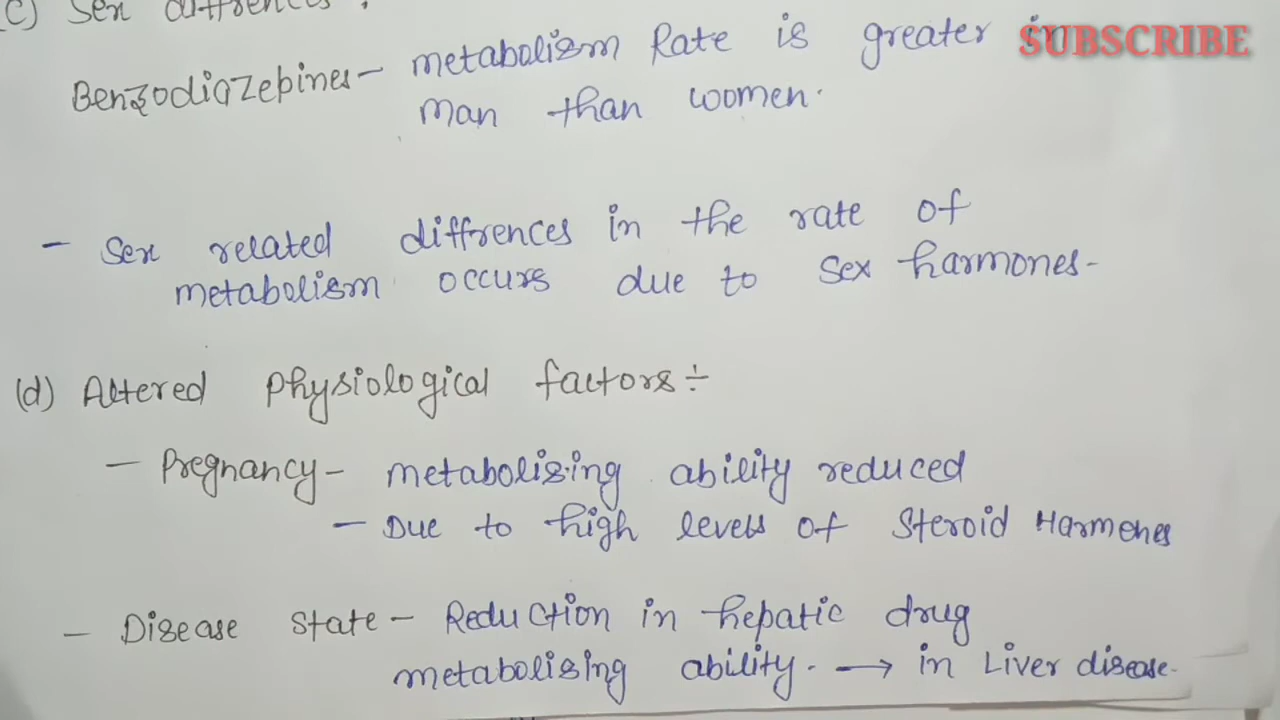 (c) Sex diffrences :
Benzodiazepines - metabolism Rate is greater in
man than women.
- Sex related diffrences in the rate of
metabolism occurs due to Sex harmones -
(d) Altered Physiological factors ÷
- Pregnancy - metabolising ability reduced
- Due to high levels of Steroid Harmones
- Disease State - Reduction in hepatic drug
metabolising ability. → in Liver disease.
SUBSCRIBE